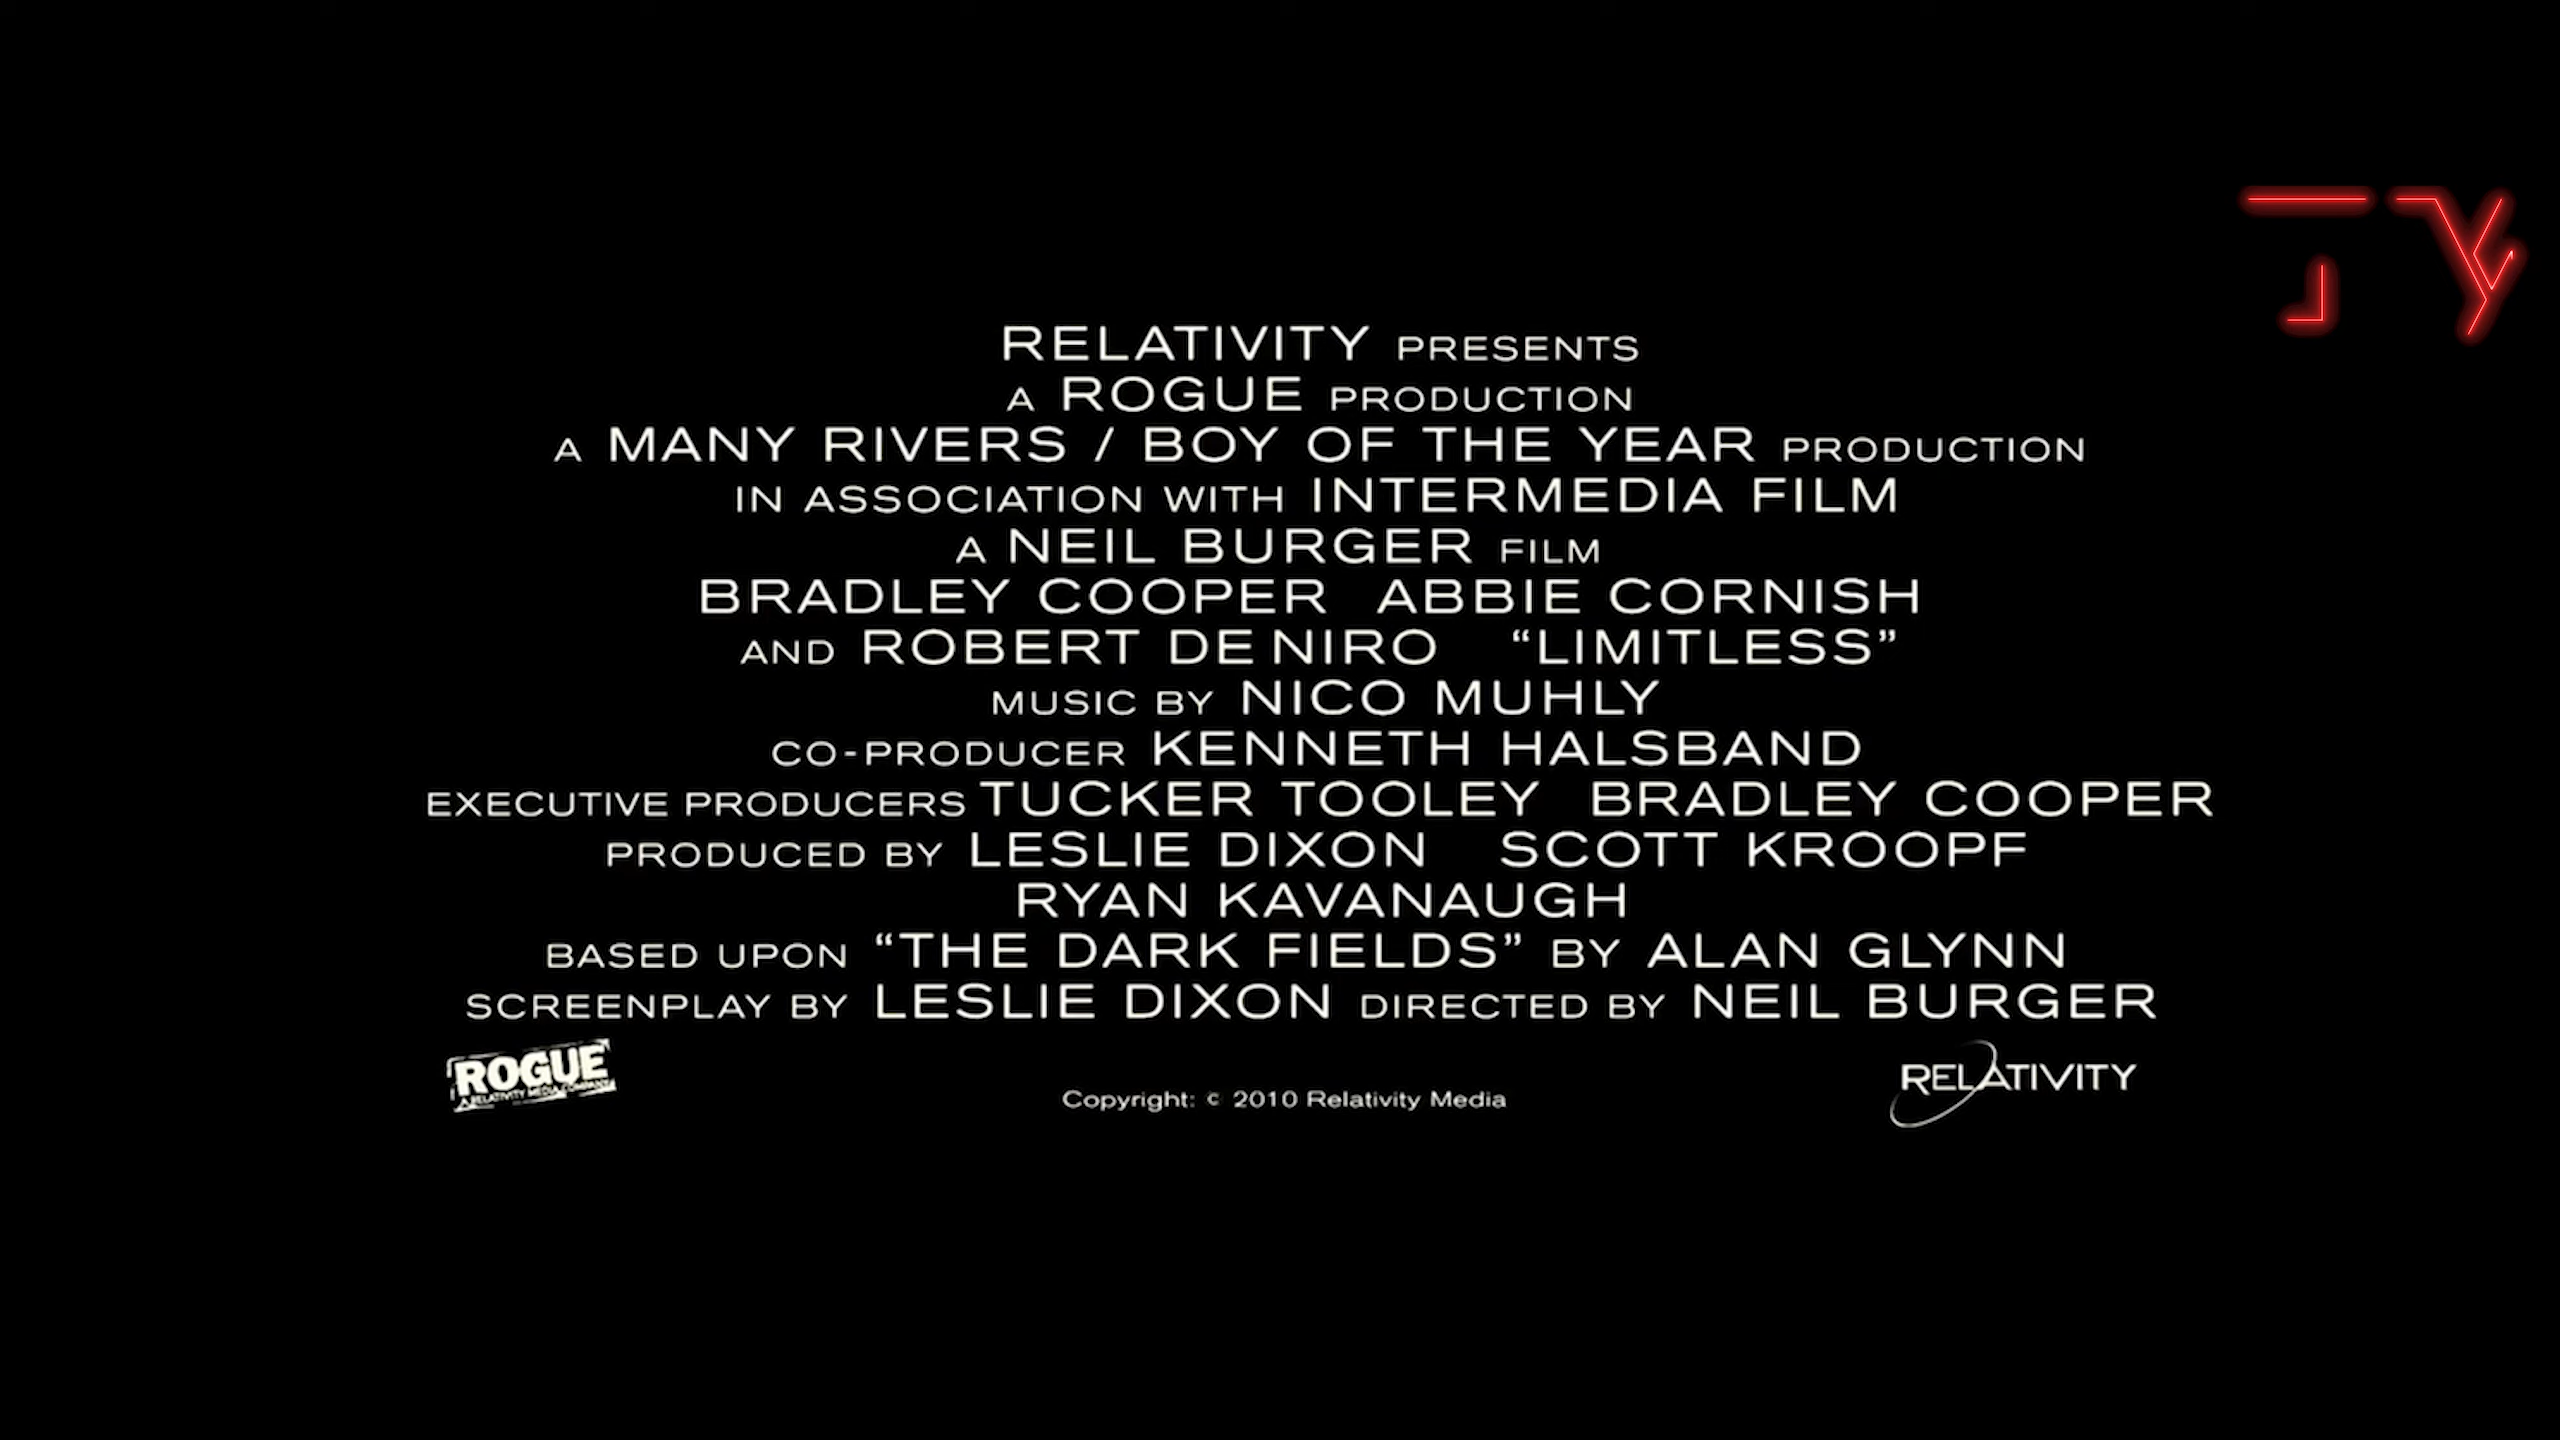 RELATIVITY PRESENTS
A ROGUE PRODUCTION
A MANY RIVERS / BOY OF THE YEAR PRODUCTION
IN ASSOCIATION WITH INTERMEDIA FILM
A NEIL BURGER FILM
BRADLEY COOPER ABBIE CORNISH
AND ROBERT DE NIRO “LIMITLESS”
MUSIC BY NICO MUHLY
CO-PRODUCER KENNETH HALSBAND
EXECUTIVE PRODUCERS TUCKER TOOLEY BRADLEY COOPER
PRODUCED BY LESLIE DIXON SCOTT KROOPF
RYAN KAVANAUGH
BASED UPON “THE DARK FIELDS” BY ALAN GLYNN
SCREENPLAY BY LESLIE DIXON DIRECTED BY NEIL BURGER
ROGUE
A RELATIVITY MEDIA COMPANY
Copyright: © 2010 Relativity Media
RELATIVITY